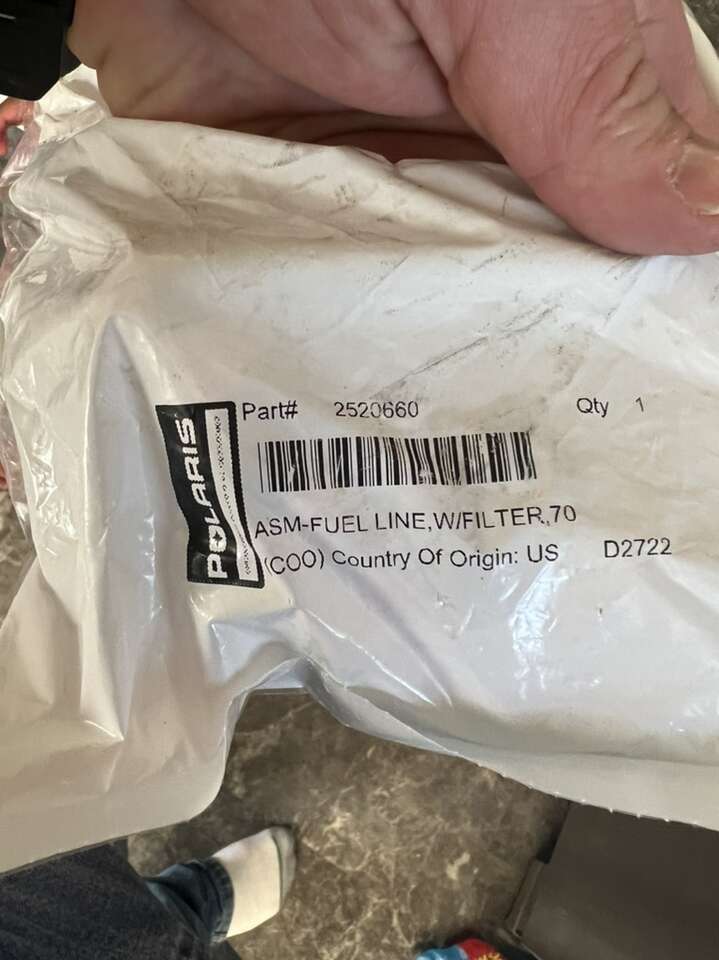 POLARIS
Part# 2520660 Qty 1
ASM-FUEL LINE,W/FILTER,70
(COO) Country Of Origin: US D2722